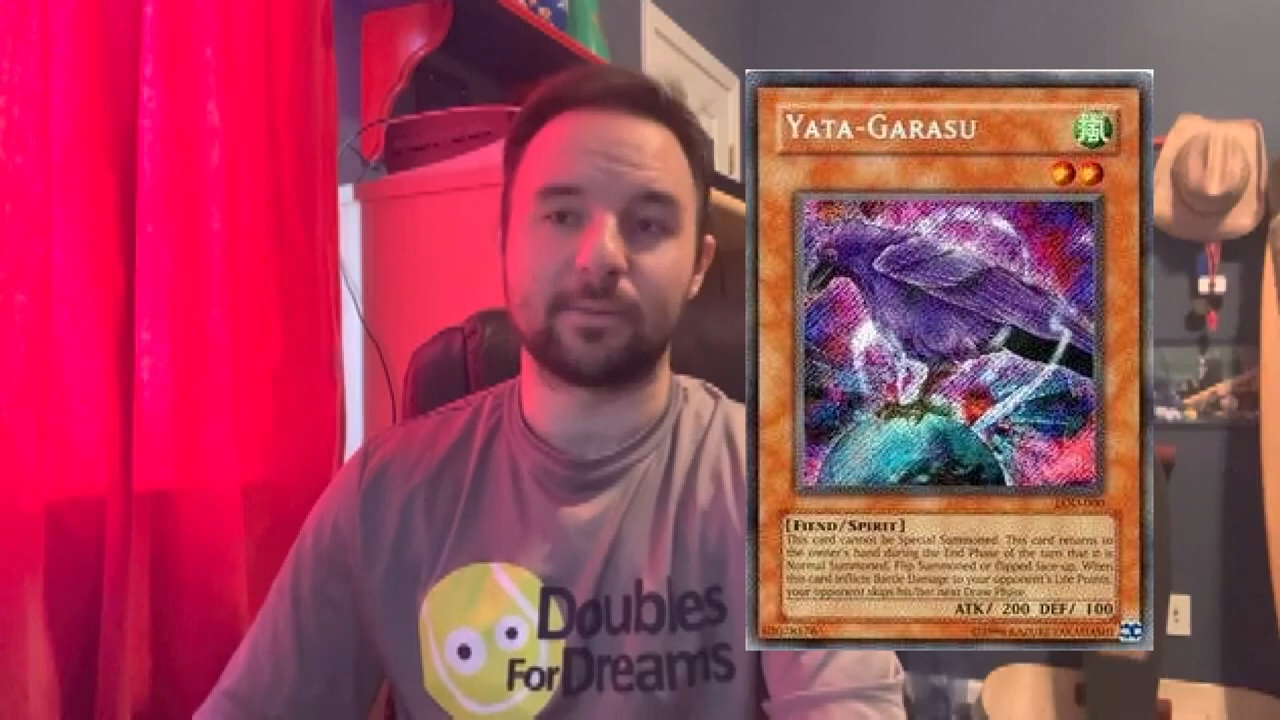 Yata-Garasu
風
[Fiend/Spirit]
This card cannot be Special Summoned. This card returns to
the owner's hand during the End Phase of the turn that it is
Normal Summoned, Flip Summoned or flipped face-up. When
this card inflicts Battle Damage to your opponent's Life Points,
your opponent skips his/her next Draw Phase.
ATK/ 200 DEF/ 100
KAZUKI TAKAHASHI
Doubles
For Dreams